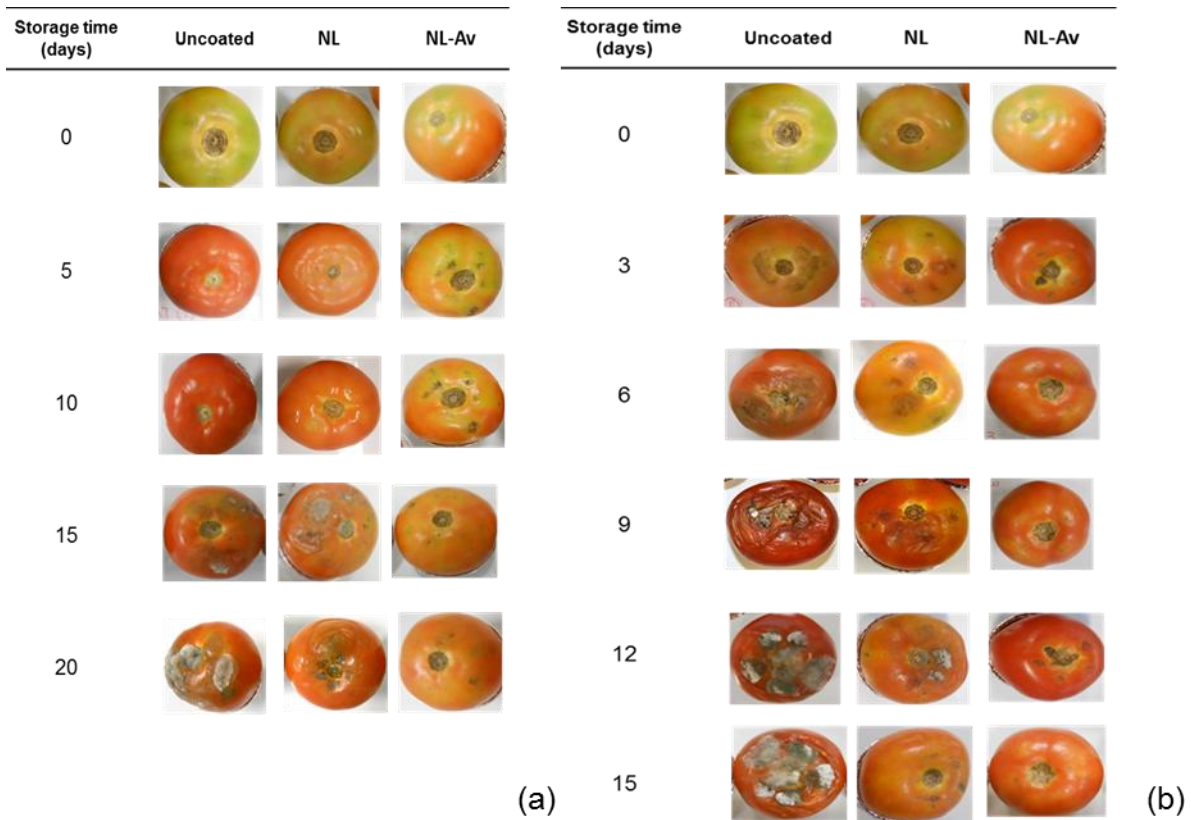 Storage time
(days)
Uncoated
NL
NL-Av
0
5
10
15
20
(a)
Storage time
(days)
Uncoated
NL
NL-Av
0
3
6
9
12
15
(b)